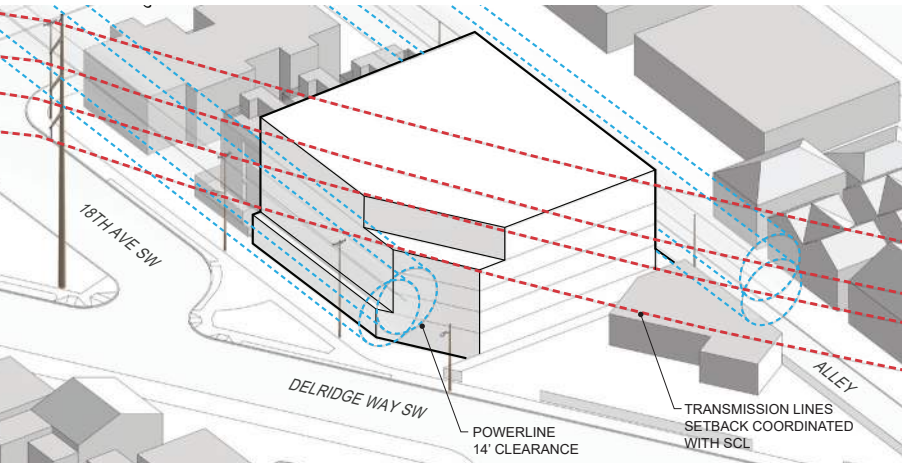 18TH AVE SW
DELRIDGE WAY SW
POWERLINE
14' CLEARANCE
TRANSMISSION LINES
SETBACK COORDINATED
WITH SCL
ALLEY